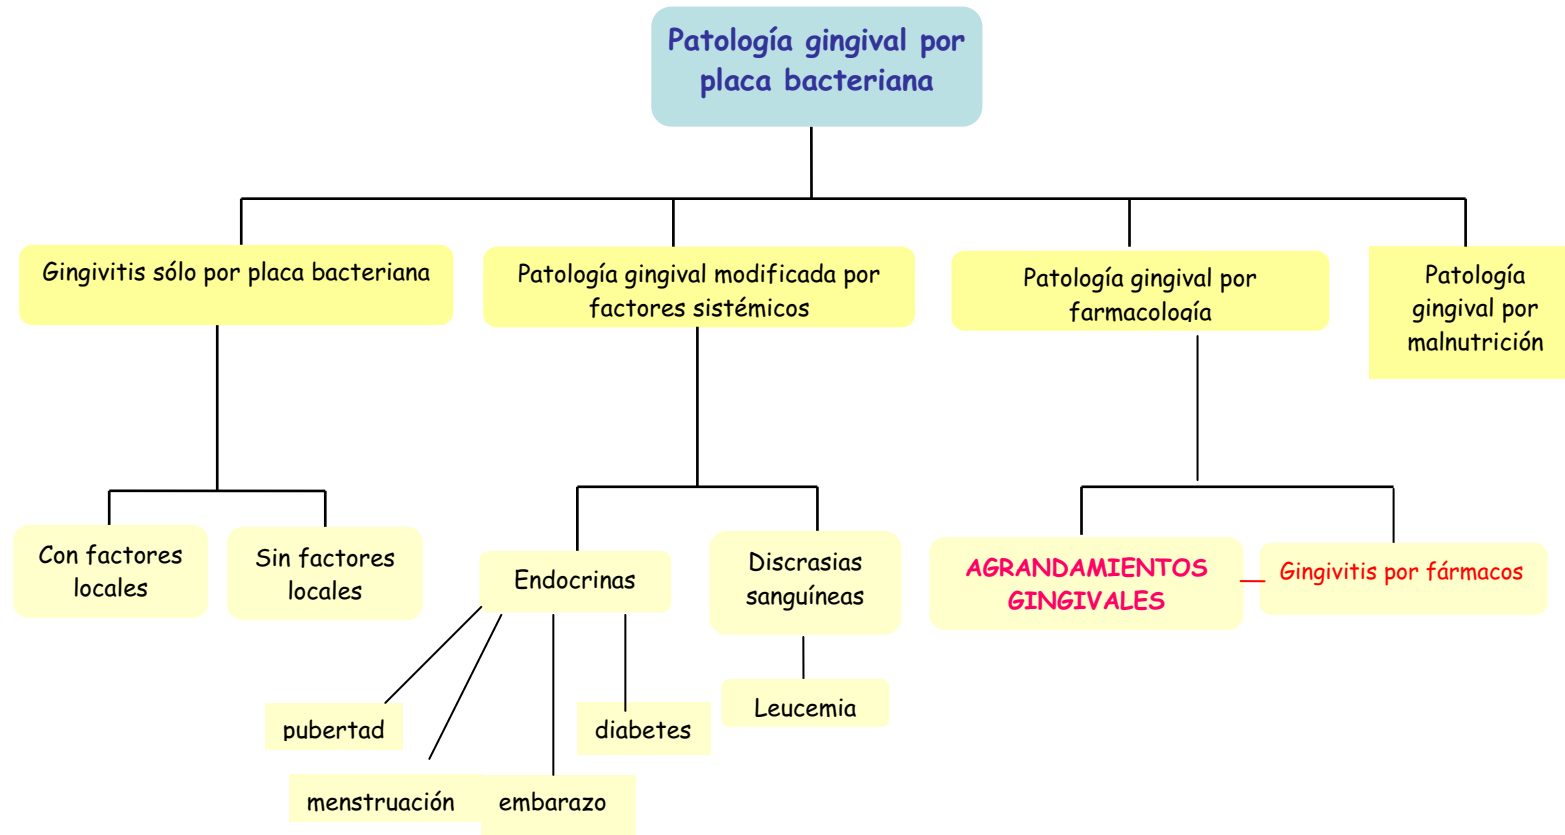 Patología gingival por
placa bacteriana
Gingivitis sólo por placa bacteriana
Patología gingival modificada por
factores sistémicos
Patología gingival por
farmacología
Patología
gingival por
malnutrición
Con factores
locales
Sin factores
locales
Endocrinas
Discrasias
sanguíneas
AGRANDAMIENTOS
GINGIVALES
Gingivitis por fármacos
pubertad
menstruación
embarazo
diabetes
Leucemia